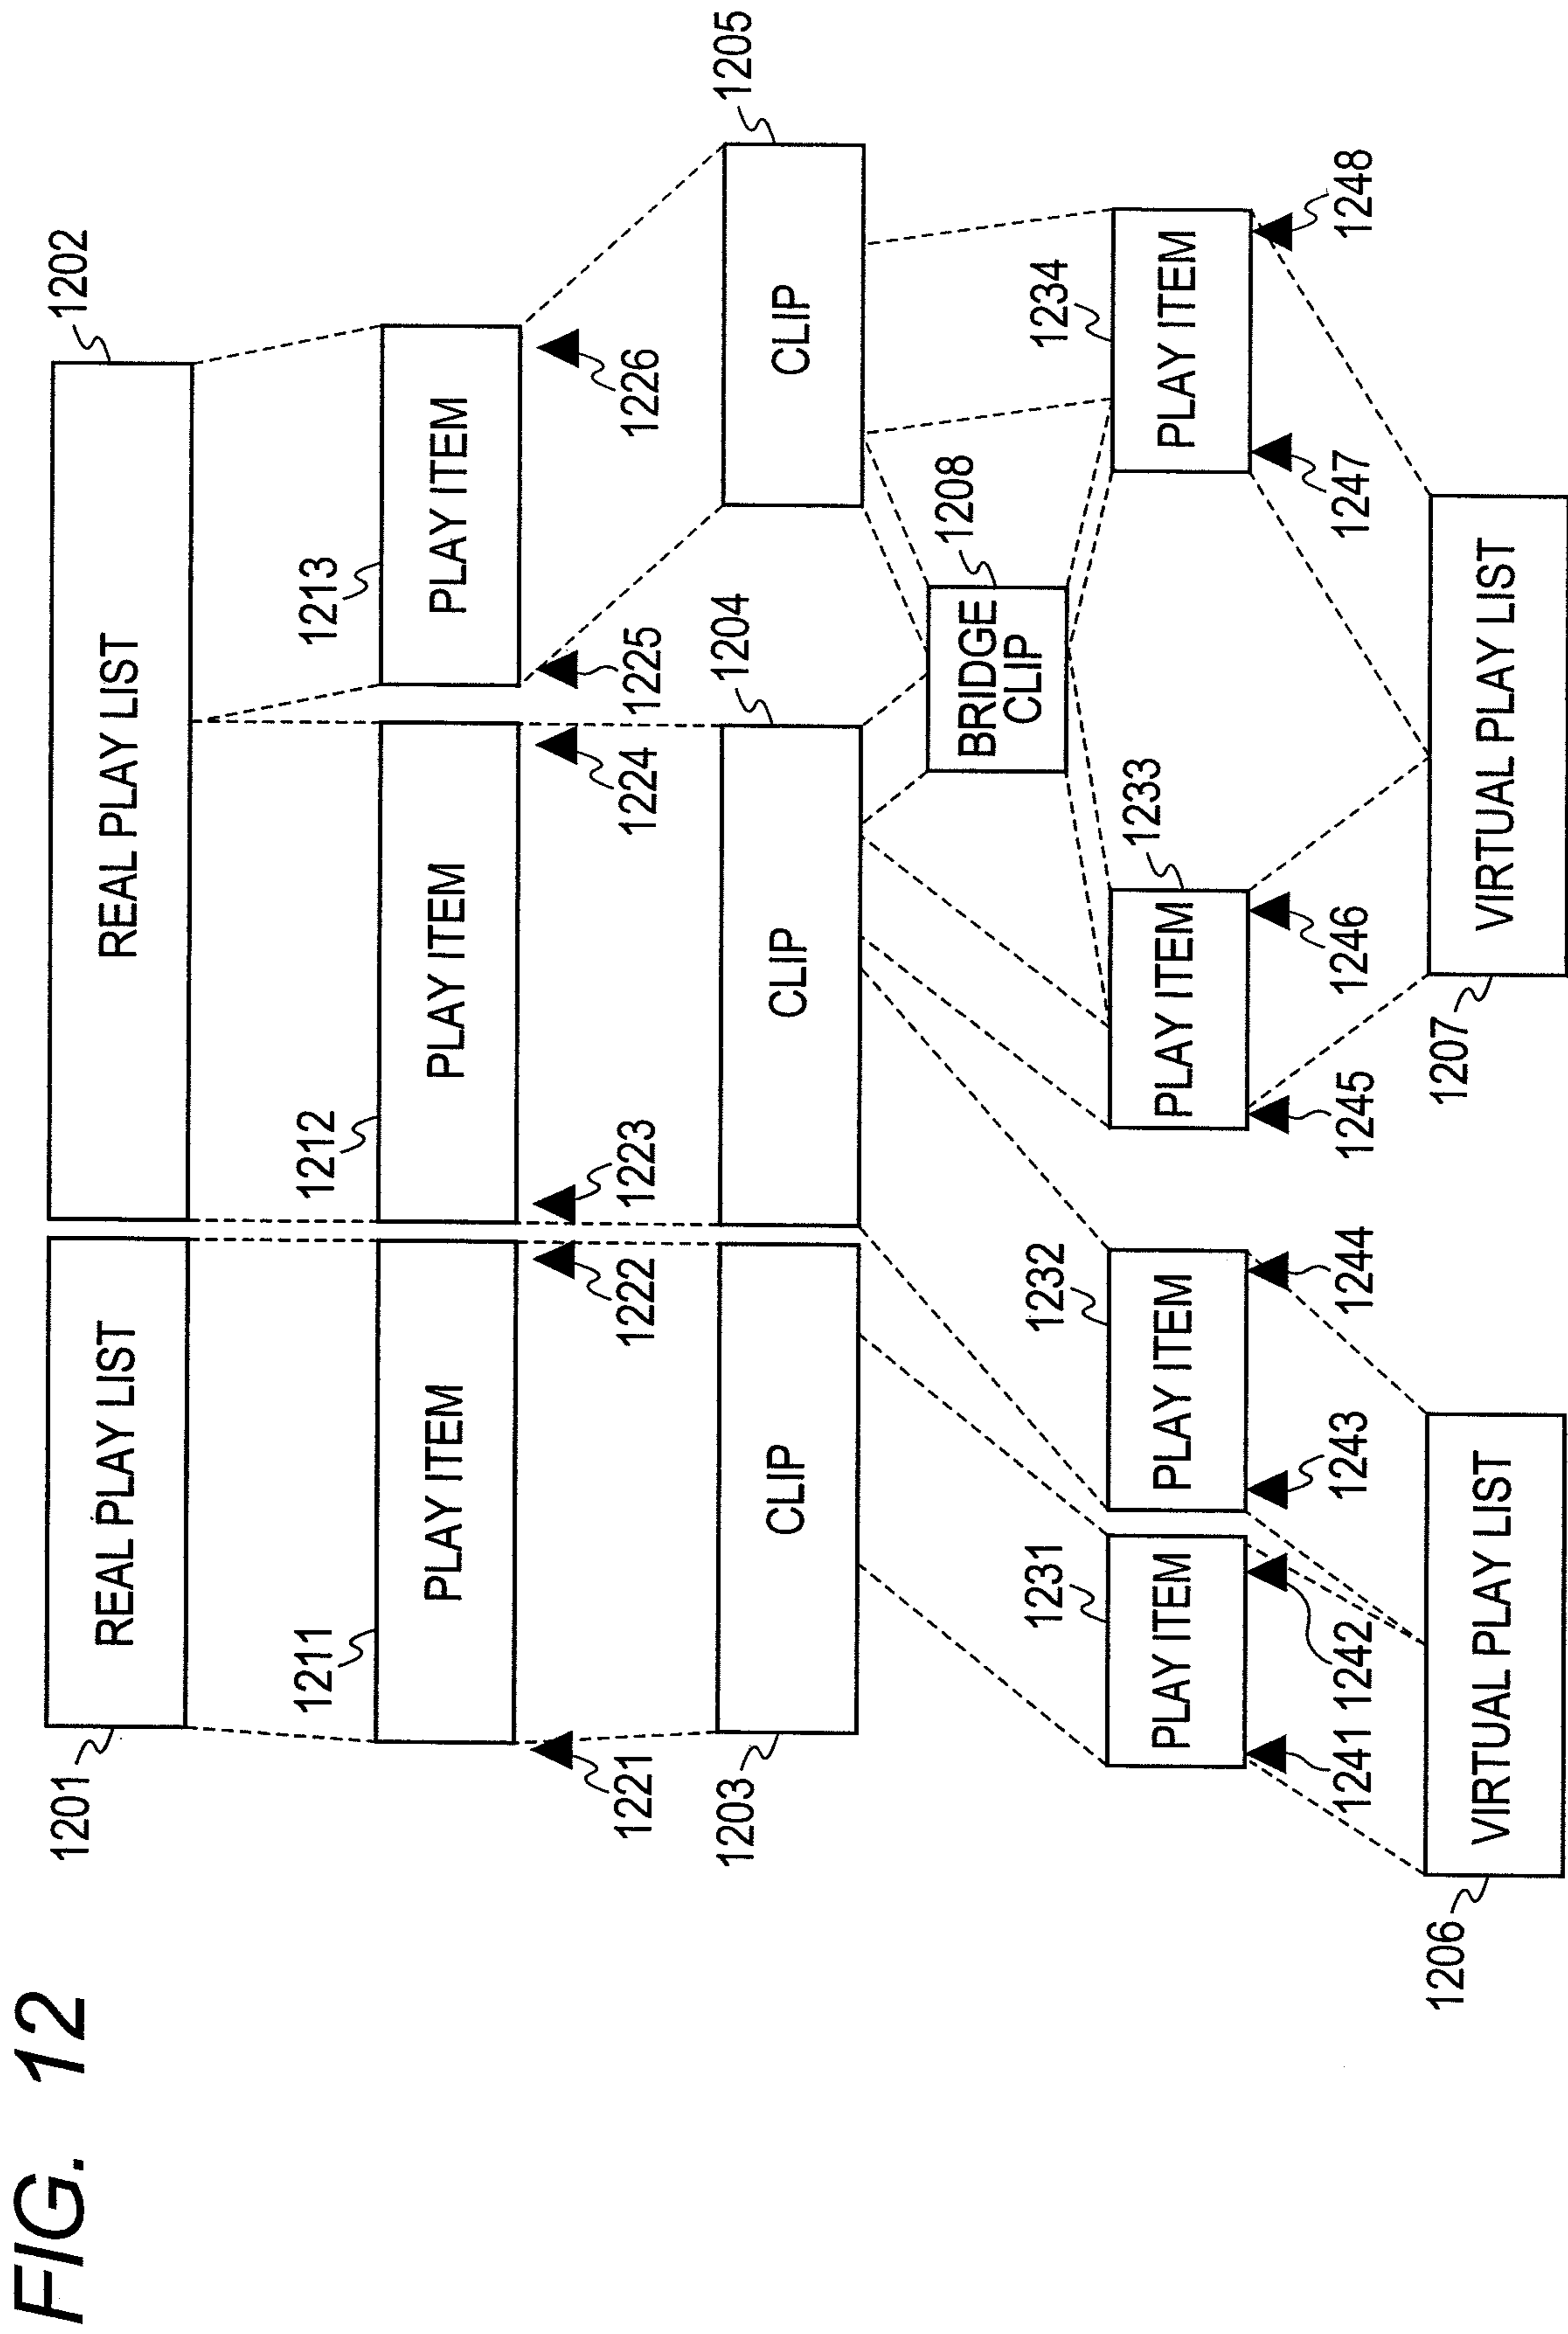 FIG. 12
1201
REAL PLAY LIST
REAL PLAY LIST
1202
1211
PLAY ITEM
1212
PLAY ITEM
1213
PLAY ITEM
1221
1222
1223
1224
1225
1226
1203
CLIP
CLIP
1204
CLIP
1205
BRIDGE
CLIP
1208
1231
PLAY ITEM
1232
PLAY ITEM
PLAY ITEM
1233
1234
PLAY ITEM
1241
1242
1243
1244
1245
1246
1247
1248
1206
VIRTUAL PLAY LIST
1207
VIRTUAL PLAY LIST